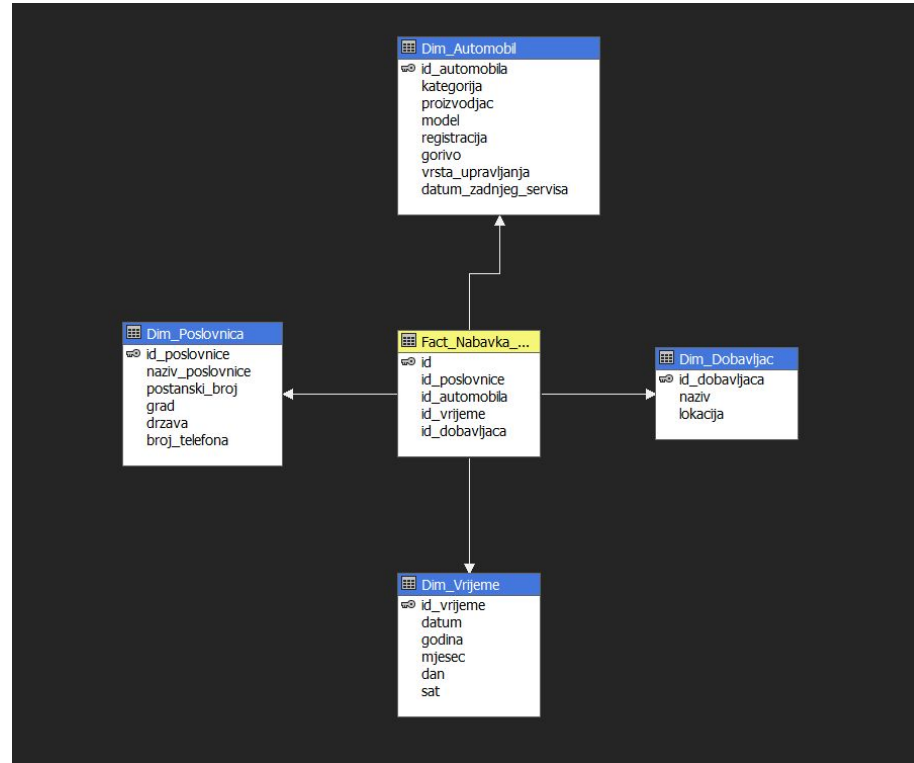 Dim_Automobil
id_automobila
kategorija
proizvodjac
model
registracija
gorivo
vrsta_upravljanja
datum_zadnjeg_servisa
Dim_Poslovnica
id_poslovnice
naziv_poslovnice
postanski_broj
grad
drzava
broj_telefona
Fact_Nabavka_...
id
id_poslovnice
id_automobila
id_vrijeme
id_dobavljaca
Dim_Dobavljac
id_dobavljaca
naziv
lokacija
Dim_Vrijeme
id_vrijeme
datum
godina
mjesec
dan
sat